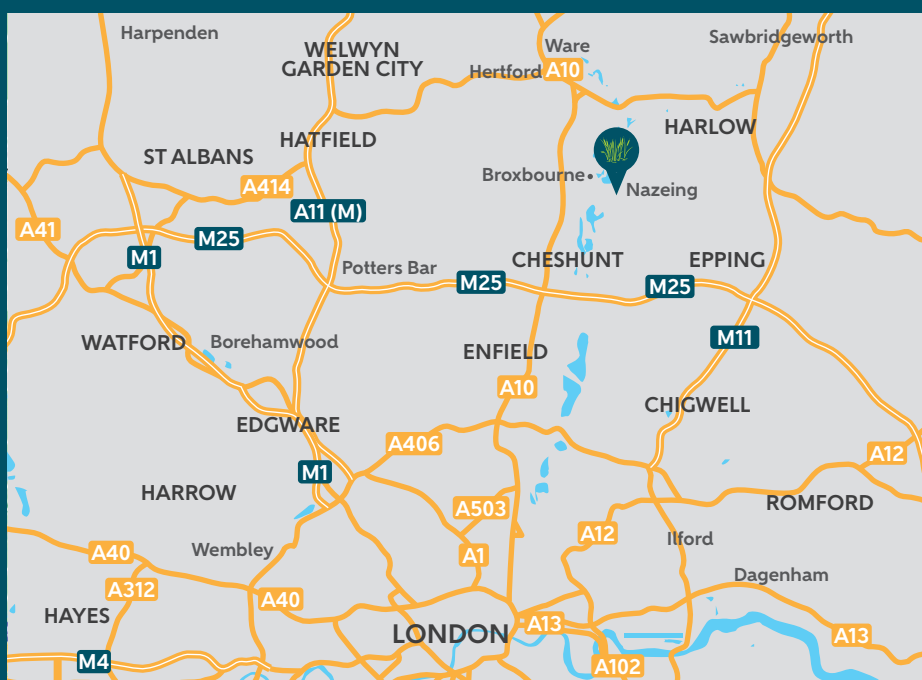 Harpenden
WELWYN
GARDEN CITY
Ware
Sawbridgeworth
Hertford
A10
HARLOW
HATFIELD
ST ALBANS
A414
Broxbourne
Nazeing
A11 (M)
A41
M25
M1
CHESHUNT
EPPING
Potters Bar
M25
M25
WATFORD
Borehamwood
M11
ENFIELD
A10
CHIGWELL
EDGWARE
A406
A12
M1
HARROW
A503
ROMFORD
A12
Ilford
Wembley
A40
A1
Dagenham
A312
A40
HAYES
LONDON
A13
A13
M4
A102